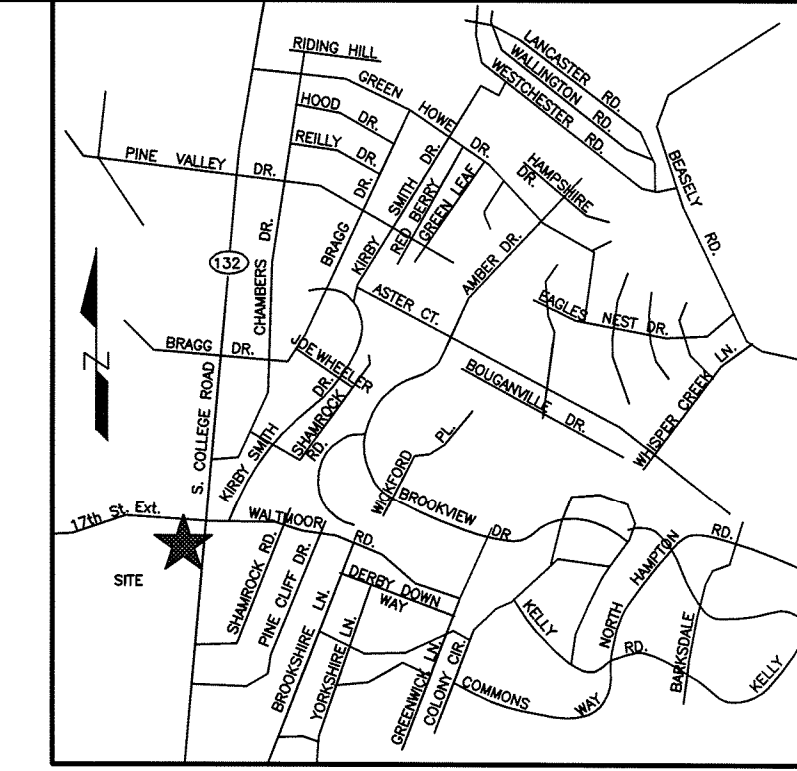 LANCASTER RD.
WALLINGTON RD.
WESTCHESTER RD.
RIDING HILL
GREEN HOWE DR.
HOOD DR.
REILLY DR.
PINE VALLEY DR.
BRAGG DR.
KIRBY SMITH DR.
RED BERRY
GREEN LEAF
HAMPSHIRE DR.
BEASELY RD.
132
CHAMBERS DR.
AMBER DR.
ASTER CT.
EAGLES NEST DR.
BRAGG DR.
JOE WHEELER DR.
BOUGANVILLE DR.
WHISPER CREEK LN.
S. COLLEGE ROAD
KIRBY SMITH
SHAMROCK RD.
WICKFORD PL.
N
17th St. Ext.
WALTMOOR RD.
BROOKVIEW DR
SITE
SHAMROCK RD.
PINE CLIFF DR.
DERBY DOWN WAY
BROOKSHIRE LN.
YORKSHIRE LN.
GREENWICK LN.
COLONY CIR.
COMMONS WAY
KELLY RD.
NORTH HAMPTON RD.
BARKSDALE
KELLY